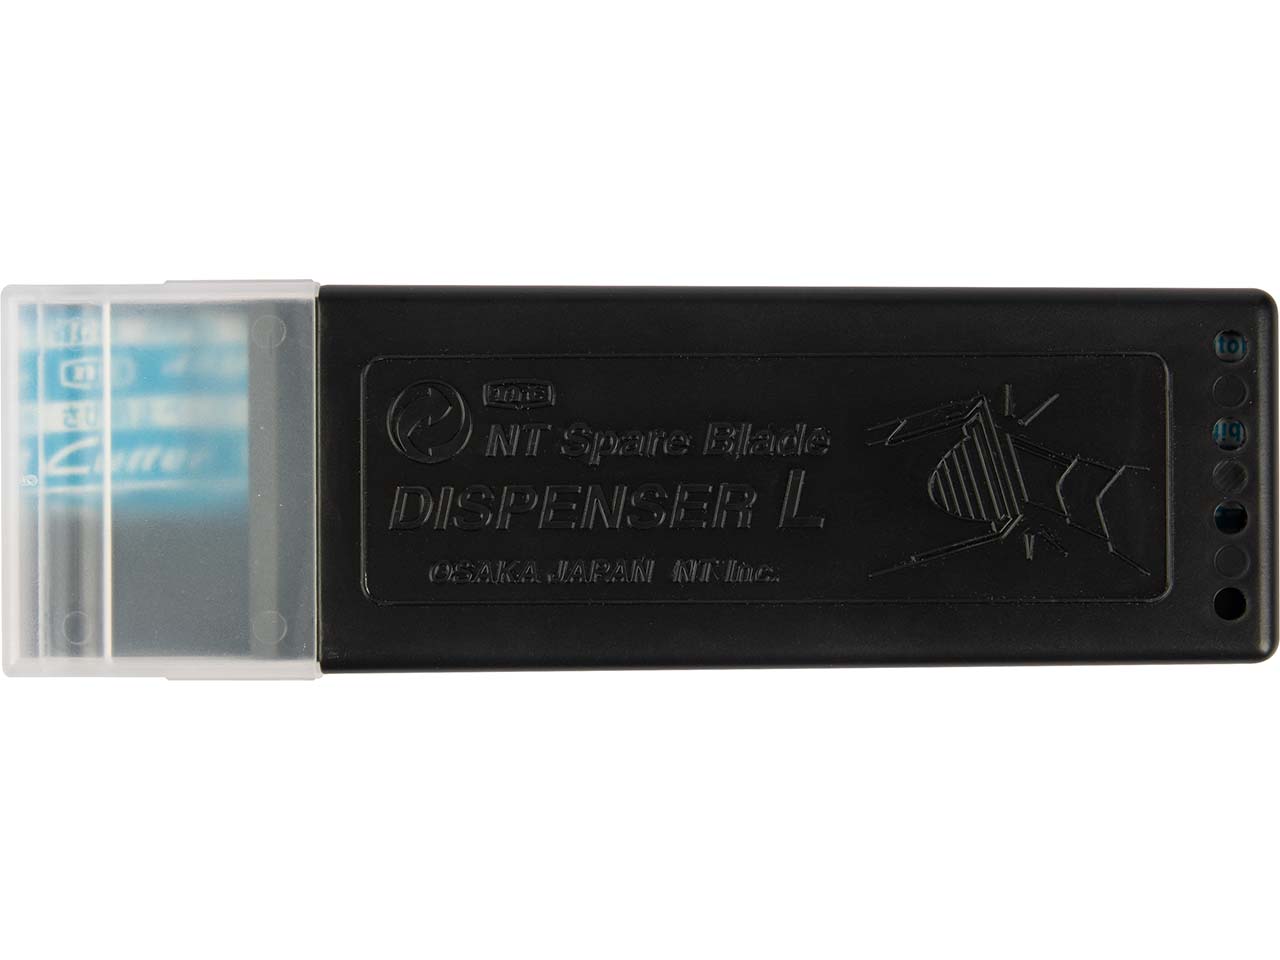 NT Spare Blade
DISPENSER L
OSAKA JAPAN NT Inc.